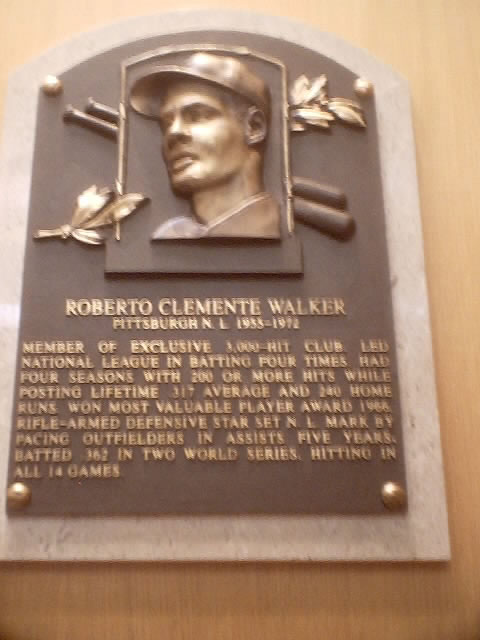 ROBERTO CLEMENTE WALKER
PITTSBURGH N. L. 1955-1972
MEMBER OF EXCLUSIVE 3,000-HIT CLUB. LED
NATIONAL LEAGUE IN BATTING FOUR TIMES. HAD
FOUR SEASONS WITH 200 OR MORE HITS WHILE
POSTING LIFETIME .317 AVERAGE AND 240 HOME
RUNS. WON MOST VALUABLE PLAYER AWARD 1966.
RIFLE-ARMED DEFENSIVE STAR SET N. L. MARK BY
PACING OUTFIELDERS IN ASSISTS FIVE YEARS.
BATTED .362 IN TWO WORLD SERIES, HITTING IN
ALL 14 GAMES.